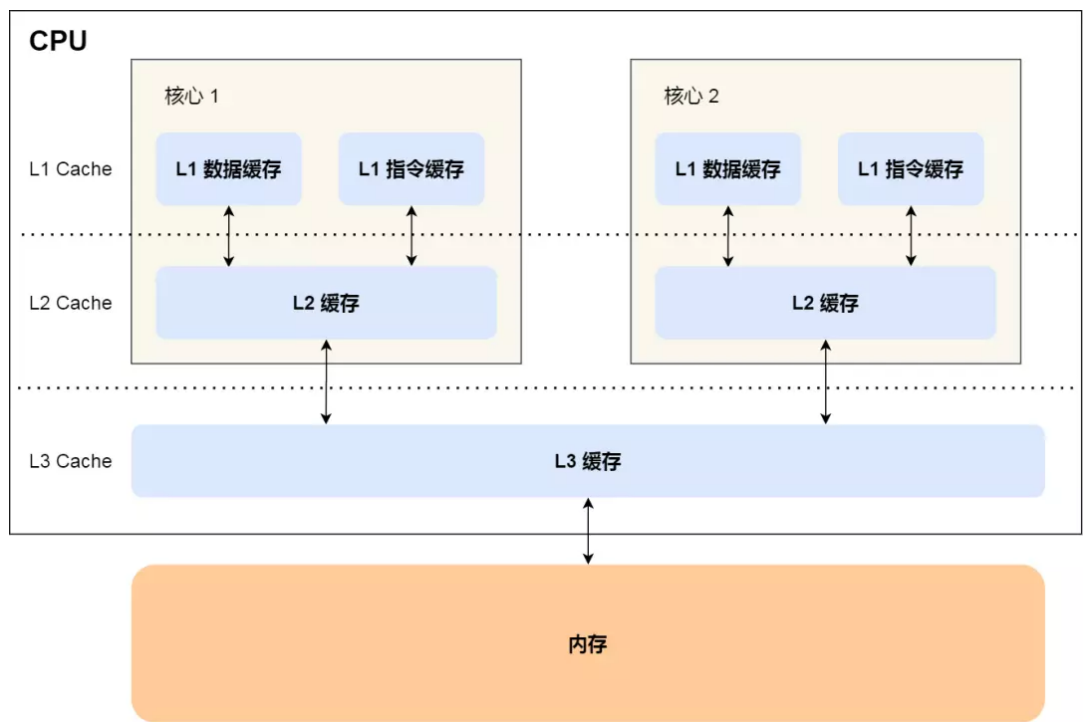 CPU
核心 1
核心 2
L1 Cache
L1 数据缓存
L1 指令缓存
L1 数据缓存
L1 指令缓存
L2 Cache
L2 缓存
L2 缓存
L3 Cache
L3 缓存
内存